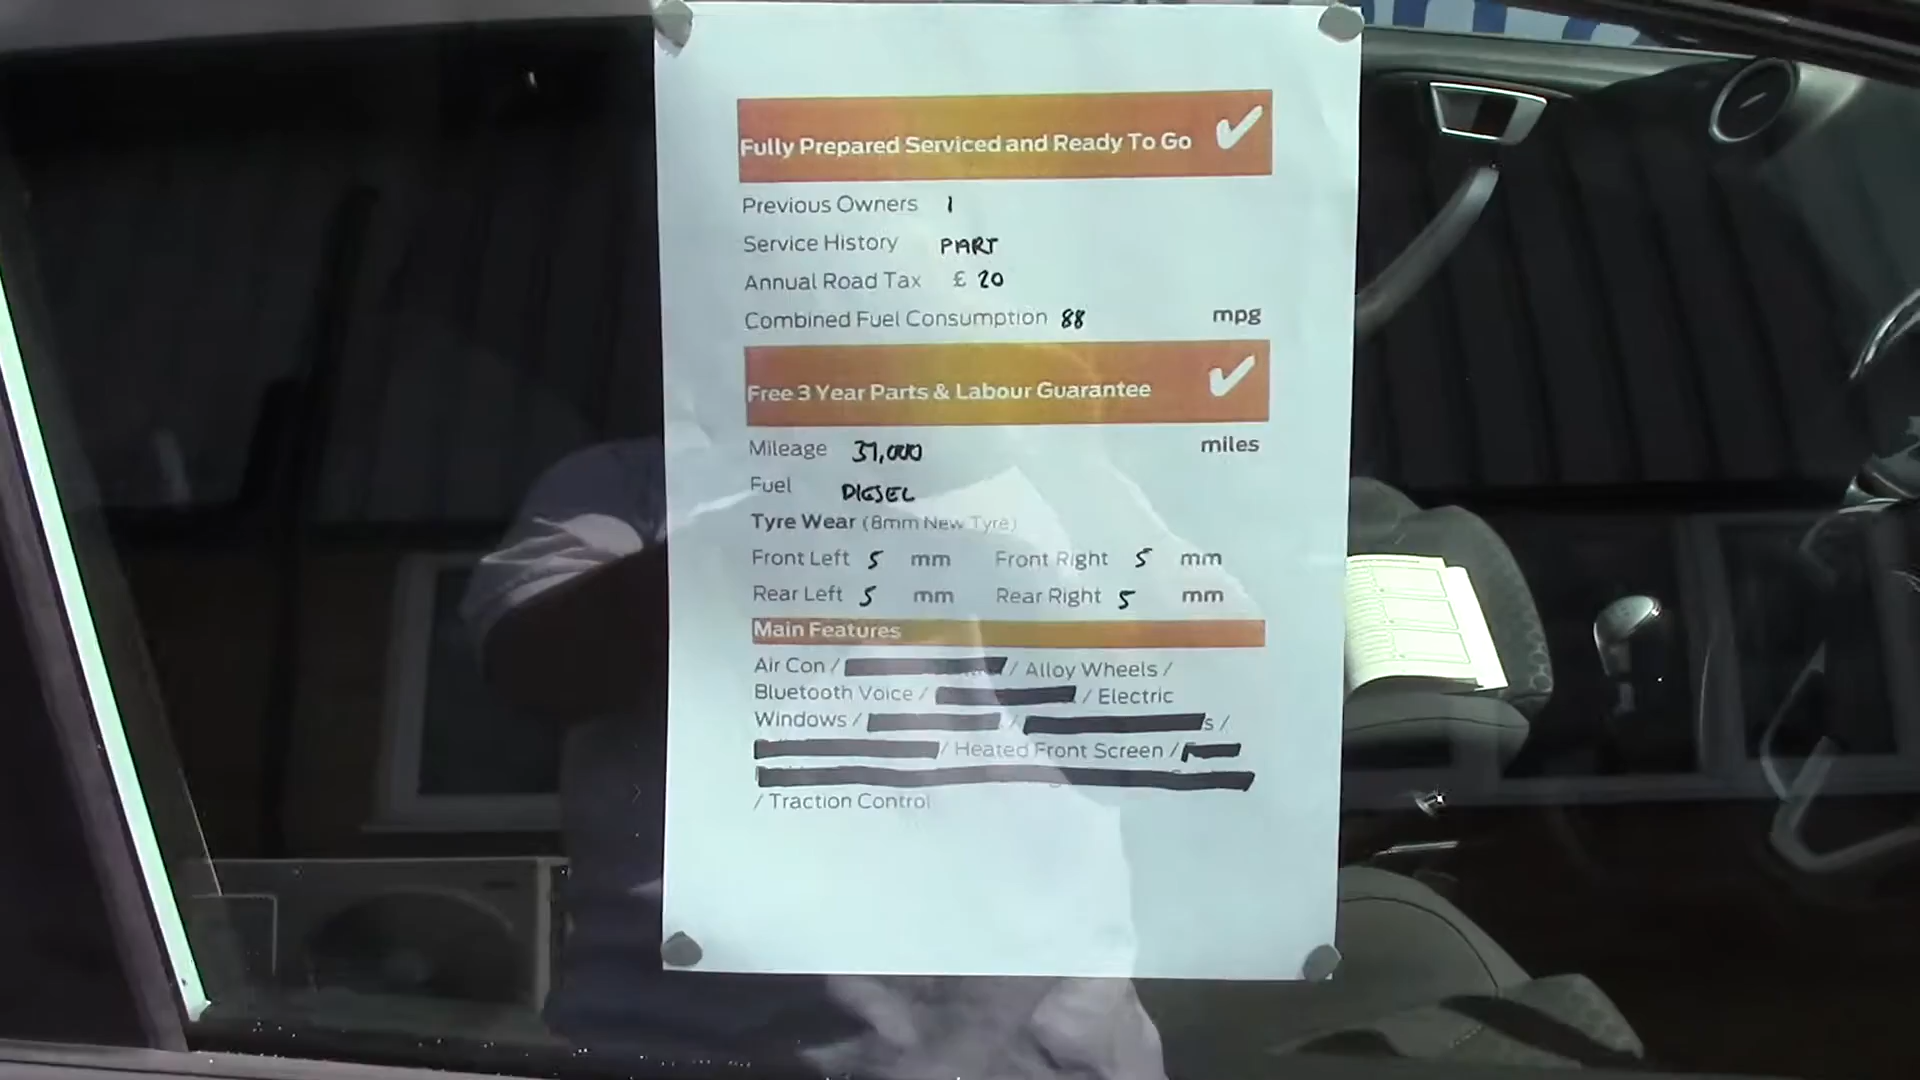 Fully Prepared Serviced and Ready To Go
Previous Owners 1
Service History PART
Annual Road Tax £ 20
Combined Fuel Consumption 88 mpg
Free 3 Year Parts & Labour Guarantee
Mileage 37,000 miles
Fuel DIESEL
Tyre Wear (8mm New Tyre)
Front Left 5 mm Front Right 5 mm
Rear Left 5 mm Rear Right 5 mm
Main Features
Air Con / / Alloy Wheels /
Bluetooth Voice / / Electric
Windows / / s /
/ Heated Front Screen /
/ Traction Control